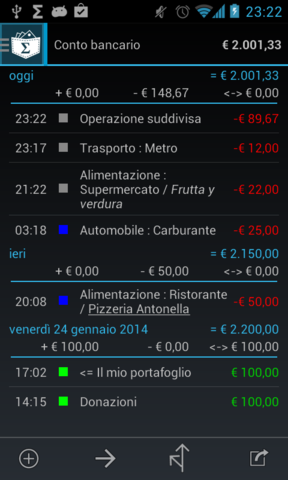 23:22
Conto bancario € 2.001,33
oggi = € 2.001,33
+ € 0,00 - € 148,67 <-> € 0,00
23:22 Operazione suddivisa -€ 89,67
23:17 Trasporto : Metro -€ 12,00
Alimentazione :
21:22 Supermercato / Frutta y -€ 22,00
verdura
03:18 Automobile : Carburante -€ 25,00
ieri = € 2.150,00
+ € 0,00 - € 50,00 <-> € 0,00
20:08 Alimentazione : Ristorante -€ 50,00
/ Pizzeria Antonella
venerdì 24 gennaio 2014 = € 2.200,00
+ € 100,00 - € 0,00 <-> € 100,00
17:02 <= Il mio portafoglio € 100,00
14:15 Donazioni € 100,00